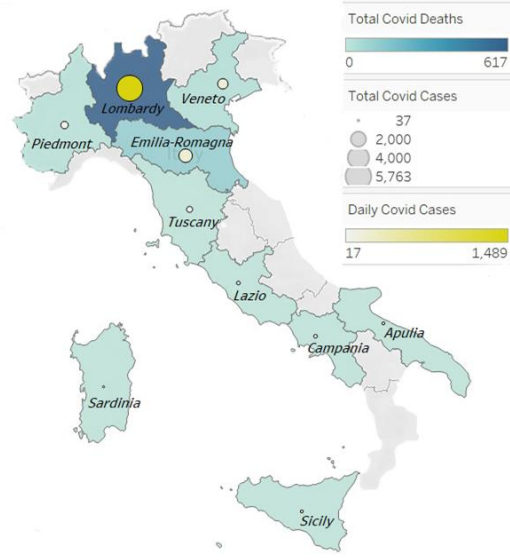 Total Covid Deaths
0 617
Total Covid Cases
37
2,000
4,000
5,763
Daily Covid Cases
17 1,489
Lombardy
Veneto
Piedmont
Emilia-Romagna
Tuscany
Lazio
Campania
Apulia
Sardinia
Sicily